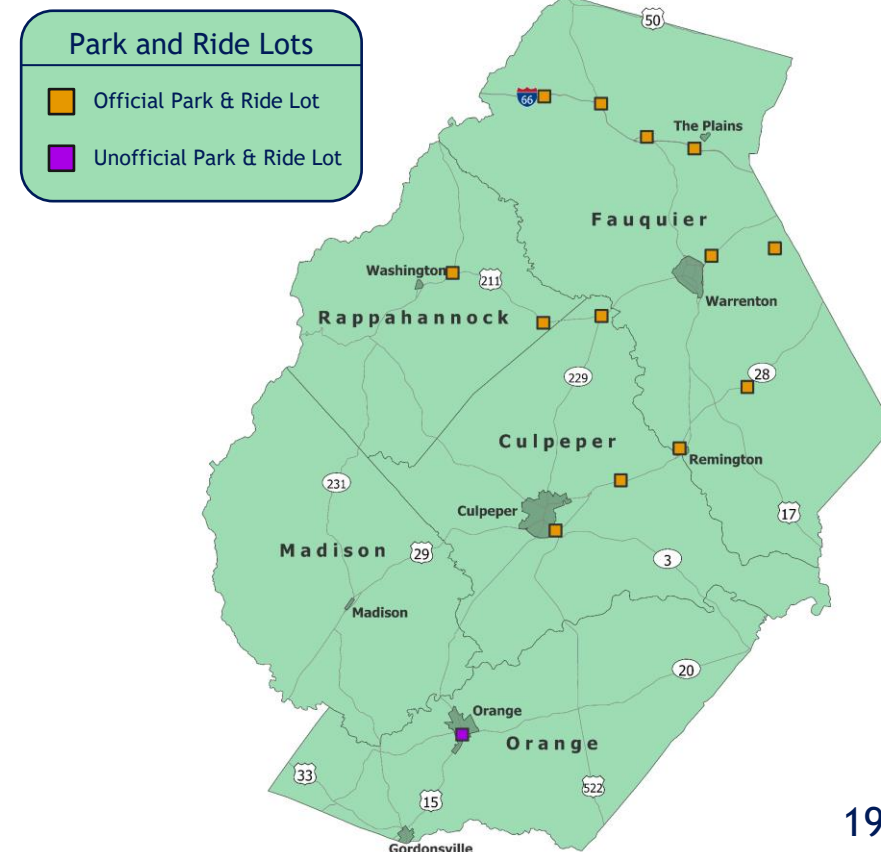 Park and Ride Lots
Official Park & Ride Lot
Unofficial Park & Ride Lot
50
66
The Plains
Fauquier
Washington
211
Warrenton
Rappahannock
229
28
Culpeper
Remington
231
Culpeper
17
Madison
29
3
Madison
20
Orange
Orange
33
522
15
19
Gordonsville